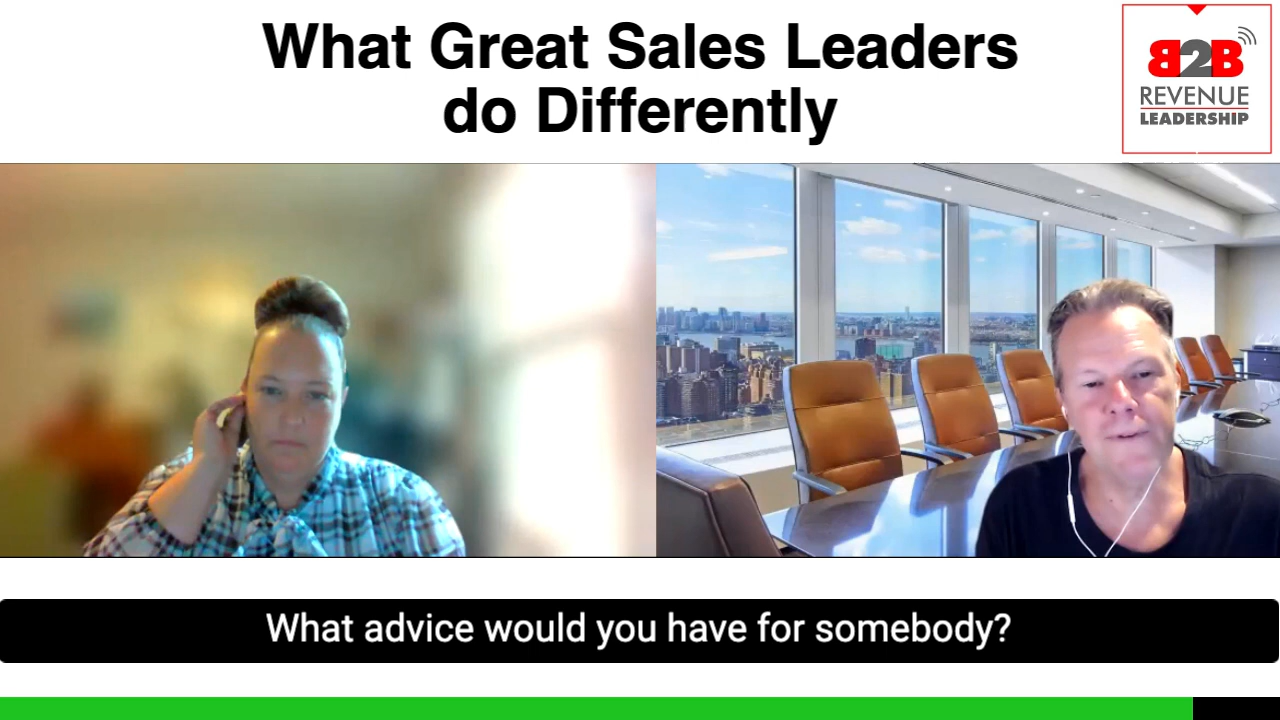 What Great Sales Leaders
do Differently
B2B
REVENUE
LEADERSHIP
What advice would you have for somebody?